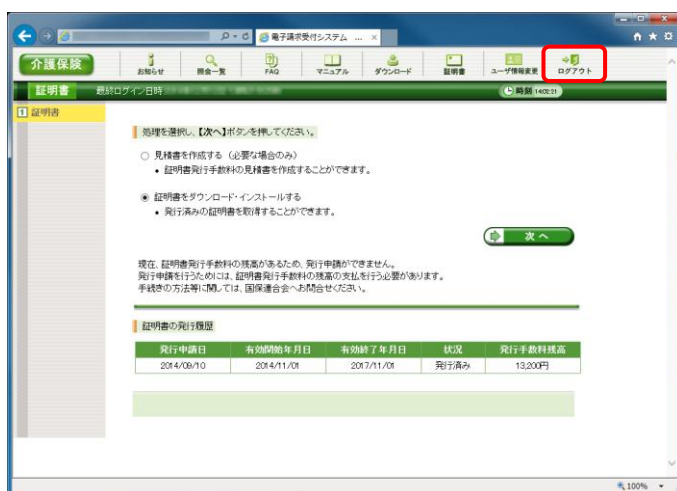 電子請求受付システム ...
介護保険
お知らせ 照会一覧 FAQ マニュアル ダウンロード 証明書 ユーザ情報変更 ログアウト
証明書 最終ログイン日時: 時刻 14:02:21
1 証明書
処理を選択し、【次へ】ボタンを押してください。
見積書を作成する（必要な場合のみ）
• 証明書発行手数料の見積書を作成することができます。
証明書をダウンロード・インストールする
• 発行済みの証明書を取得することができます。
次 へ
現在、証明書発行手数料の残高があるため、発行申請ができません。
発行申請を行うためには、証明書発行手数料の残高の支払を行う必要があります。
手続きの方法等に関しては、国保連合会へお問合せください。
証明書の発行履歴
発行申請日 有効開始年月日 有効終了年月日 状況 発行手数料残高
2014/09/10 2014/11/01 2017/11/01 発行済み 13,200円
100%